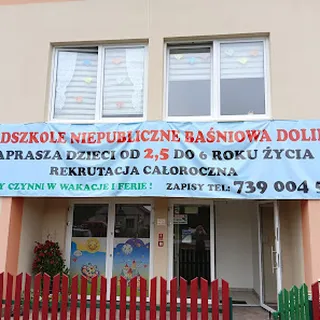 DSZKOLE NIEPUBLICZNE BAŚNIOWA DOLI
APRASZA DZIECI OD 2,5 DO 6 ROKU ŻYCIA
REKRUTACJA CAŁOROCZNA
Y CZYNNI W WAKACJE I FERIE! ZAPISY TEL: 739 004 5